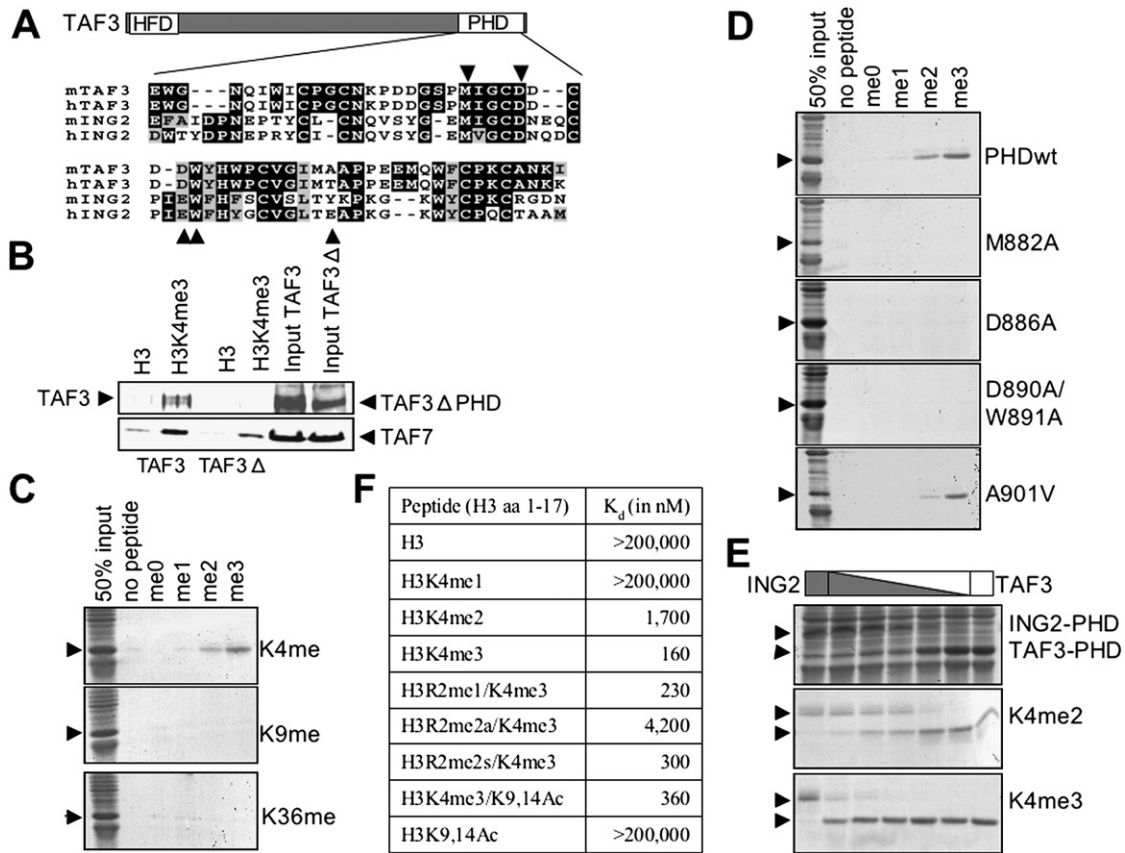 A
TAF3 HFD PHD
mTAF3 EWG---NQIWICPGCNKPDDGSPMIGCDD--C
hTAF3 EWG---NQIWICPGCNKPDDGSPMIGCDD--C
mING2 EFAIDPNEPTYCL-CNQVSYG-EMIGCDNEQC
hING2 DWTYDPNEPRYCI-CNQVSYG-EMVGCDNQDC
mTAF3 D-DWYHWPCVGIMAAPPEEMQWFCPKCANKI
hTAF3 D-DWYHWPCVGIMTAPPEEMQWFCPKCANKK
mING2 PIEWFHFSCVSLTYKPKG--KWYCPKCRGDN
hING2 PIEWFHYGCVGLTEAPKG--KWYCPQCTAAM
B
H3
H3K4me3
H3
H3K4me3
Input TAF3
Input TAF3 Δ
TAF3
TAF3 Δ PHD
TAF7
TAF3 TAF3 Δ
C
50% input
no peptide
me0
me1
me2
me3
K4me
K9me
K36me
F
Peptide (H3 aa 1-17) Kd (in nM)
H3 >200,000
H3K4me1 >200,000
H3K4me2 1,700
H3K4me3 160
H3R2me1/K4me3 230
H3R2me2a/K4me3 4,200
H3R2me2s/K4me3 300
H3K4me3/K9,14Ac 360
H3K9,14Ac >200,000
D
50% input
no peptide
me0
me1
me2
me3
PHDwt
M882A
D886A
D890A/
W891A
A901V
E
ING2 TAF3
ING2-PHD
TAF3-PHD
K4me2
K4me3